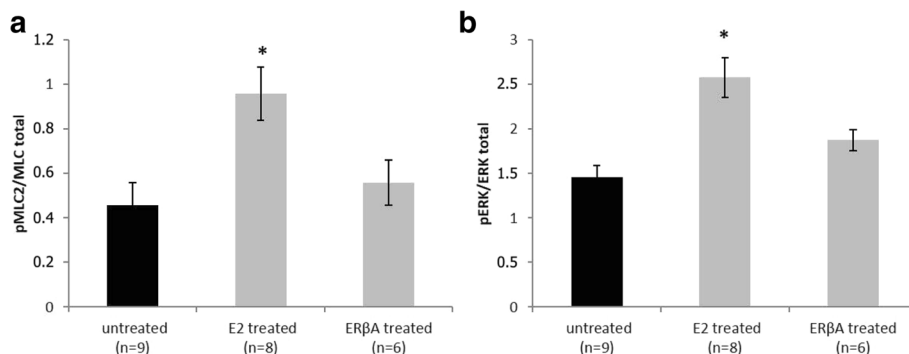 a
pMLC2/MLC total
1.2
1
0.8
0.6
0.4
0.2
0
*
untreated
(n=9)
E2 treated
(n=8)
ERβA treated
(n=6)
b
pERK/ERK total
3
2.5
2
1.5
1
0.5
0
*
untreated
(n=9)
E2 treated
(n=8)
ERβA treated
(n=6)